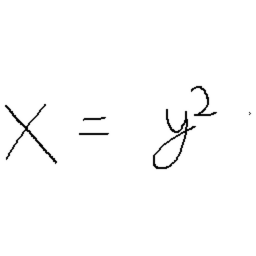 x = y²